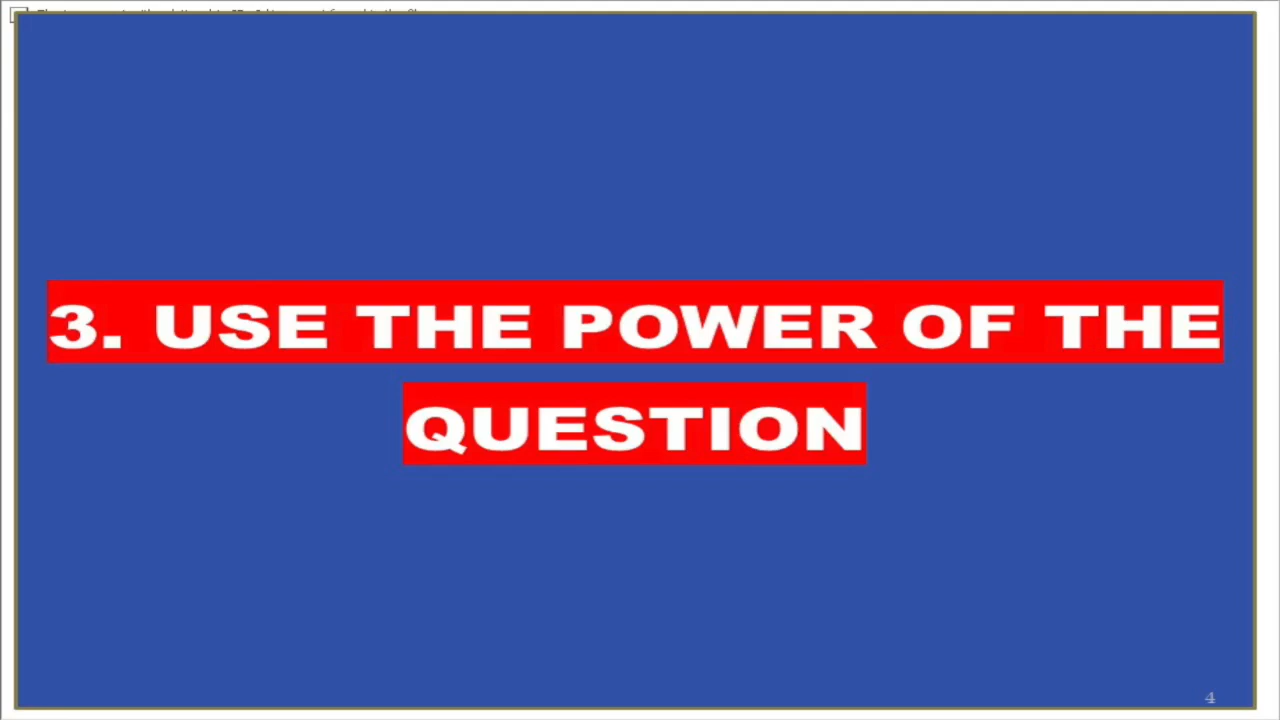 3. USE THE POWER OF THE
QUESTION
4